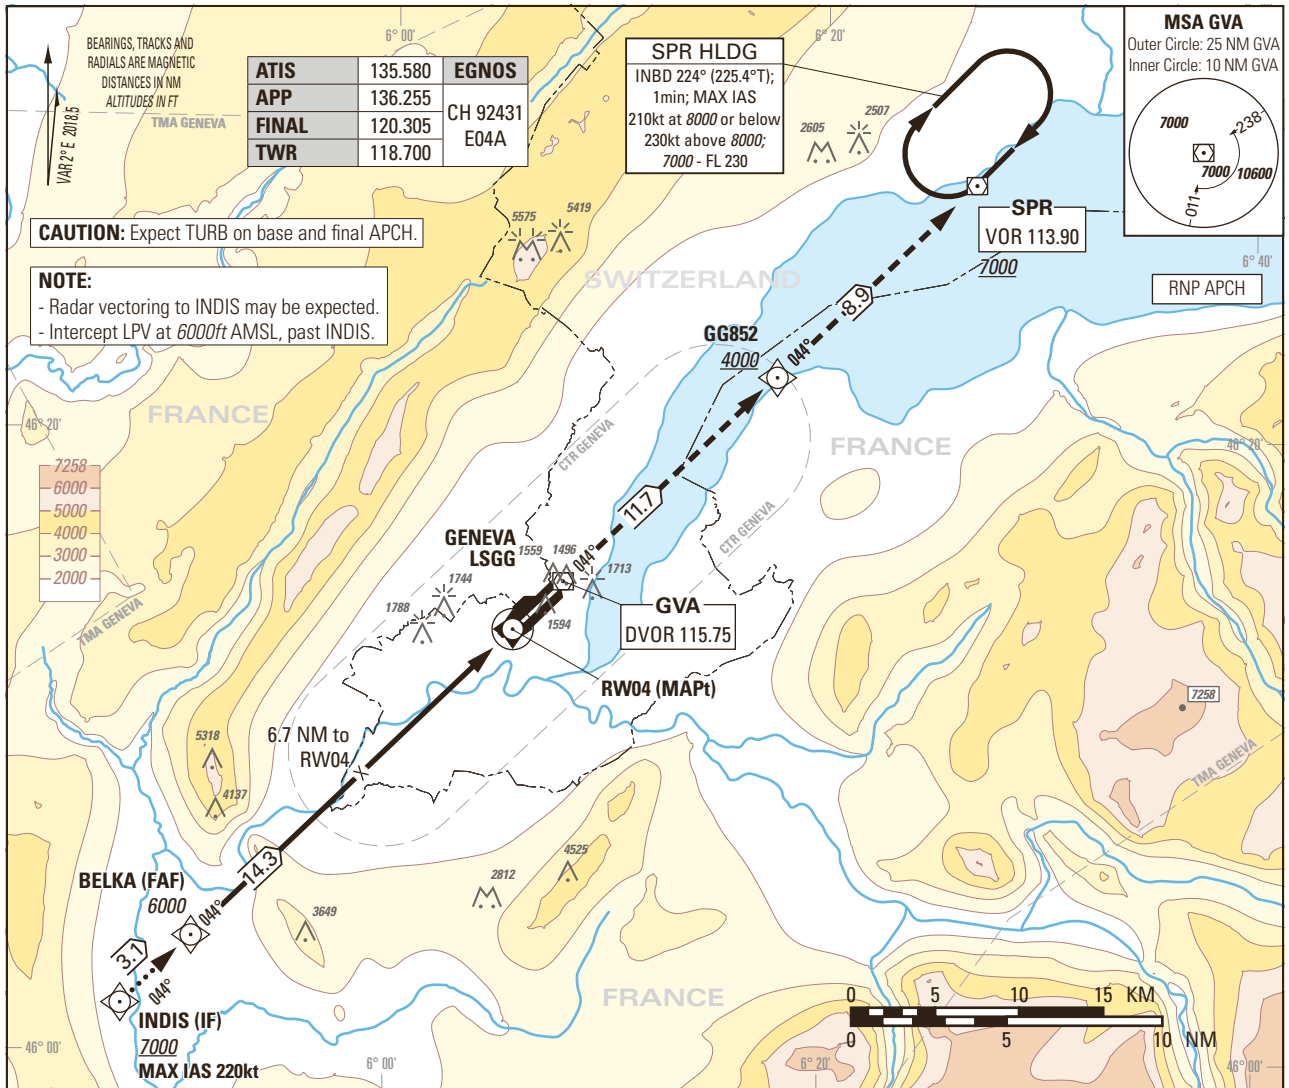 6° 00'
6° 20'
BEARINGS, TRACKS AND
RADIALS ARE MAGNETIC
DISTANCES IN NM
ALTITUDES IN FT
VAR 2° E 2018.5
TMA GENEVA
ATIS 135.580 EGNOS
APP 136.255 CH 92431
FINAL 120.305 E04A
TWR 118.700
SPR HLDG
INBD 224° (225.4°T);
1min; MAX IAS
210kt at 8000 or below
230kt above 8000;
7000 - FL 230
MSA GVA
Outer Circle: 25 NM GVA
Inner Circle: 10 NM GVA
7000
238
7000 10600
011
2605
2507
CAUTION: Expect TURB on base and final APCH.
5575
5419
SPR
VOR 113.90
7000
6° 40'
NOTE:
- Radar vectoring to INDIS may be expected.
- Intercept LPV at 6000ft AMSL, past INDIS.
SWITZERLAND
RNP APCH
8.9
GG852
4000
044°
FRANCE
46° 20'
FRANCE
46° 20'
CTR GENEVA
7258
6000
5000
4000
3000
2000
11.7
CTR GENEVA
GENEVA
LSGG
1559
1496
044°
1713
1744
1788
1594
GVA
DVOR 115.75
TMA GENEVA
RW04 (MAPt)
7258
6.7 NM to
RW04
5318
4137
TMA GENEVA
14.3
4525
2812
BELKA (FAF)
6000
044°
3649
3.1
044°
INDIS (IF)
7000
MAX IAS 220kt
FRANCE
0 5 10 15 KM
0 5 10 NM
46° 00'
6° 00'
6° 20'
46° 00'